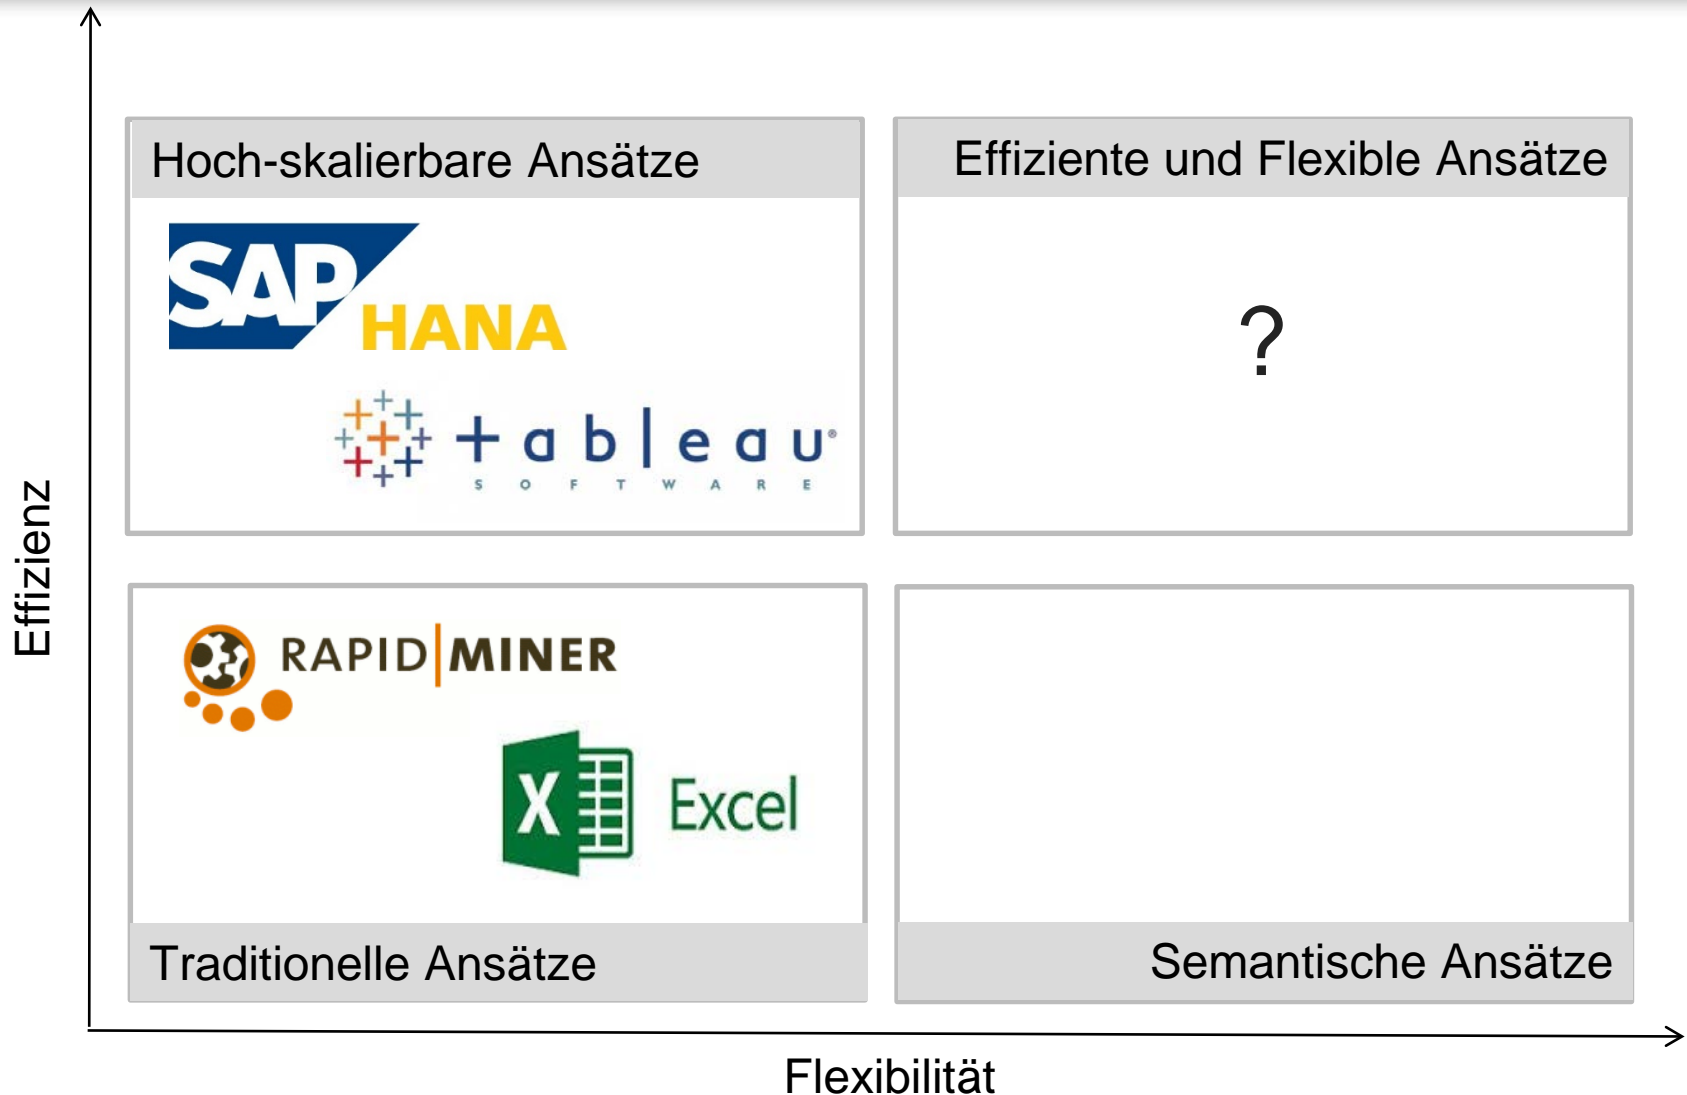 Hoch-skalierbare Ansätze
SAP
HANA
+ableau®
SOFTWARE
Effiziente und Flexible Ansätze
?
Effizienz
RAPID|MINER
X Excel
Traditionelle Ansätze
Semantische Ansätze
Flexibilität